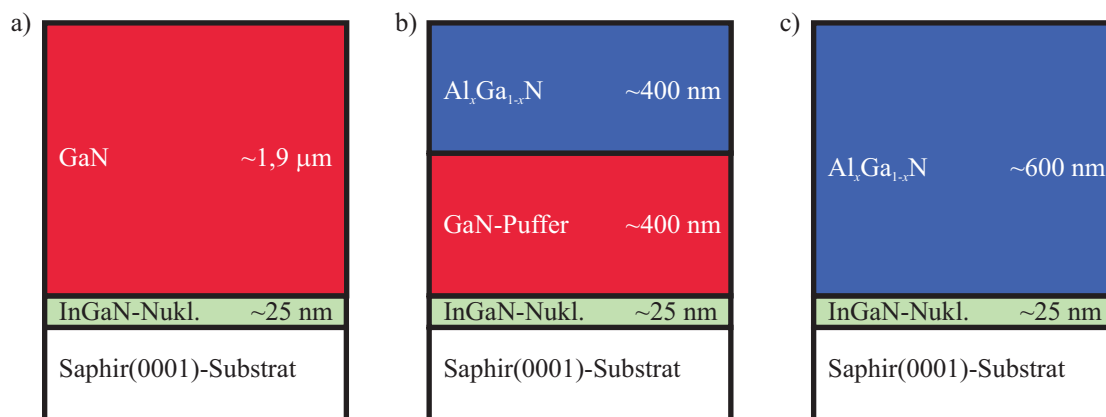 a)
GaN ~1,9 µm
InGaN-Nukl. ~25 nm
Saphir(0001)-Substrat
b)
AlₓGa₁₋ₓN ~400 nm
GaN-Puffer ~400 nm
InGaN-Nukl. ~25 nm
Saphir(0001)-Substrat
c)
AlₓGa₁₋ₓN ~600 nm
InGaN-Nukl. ~25 nm
Saphir(0001)-Substrat